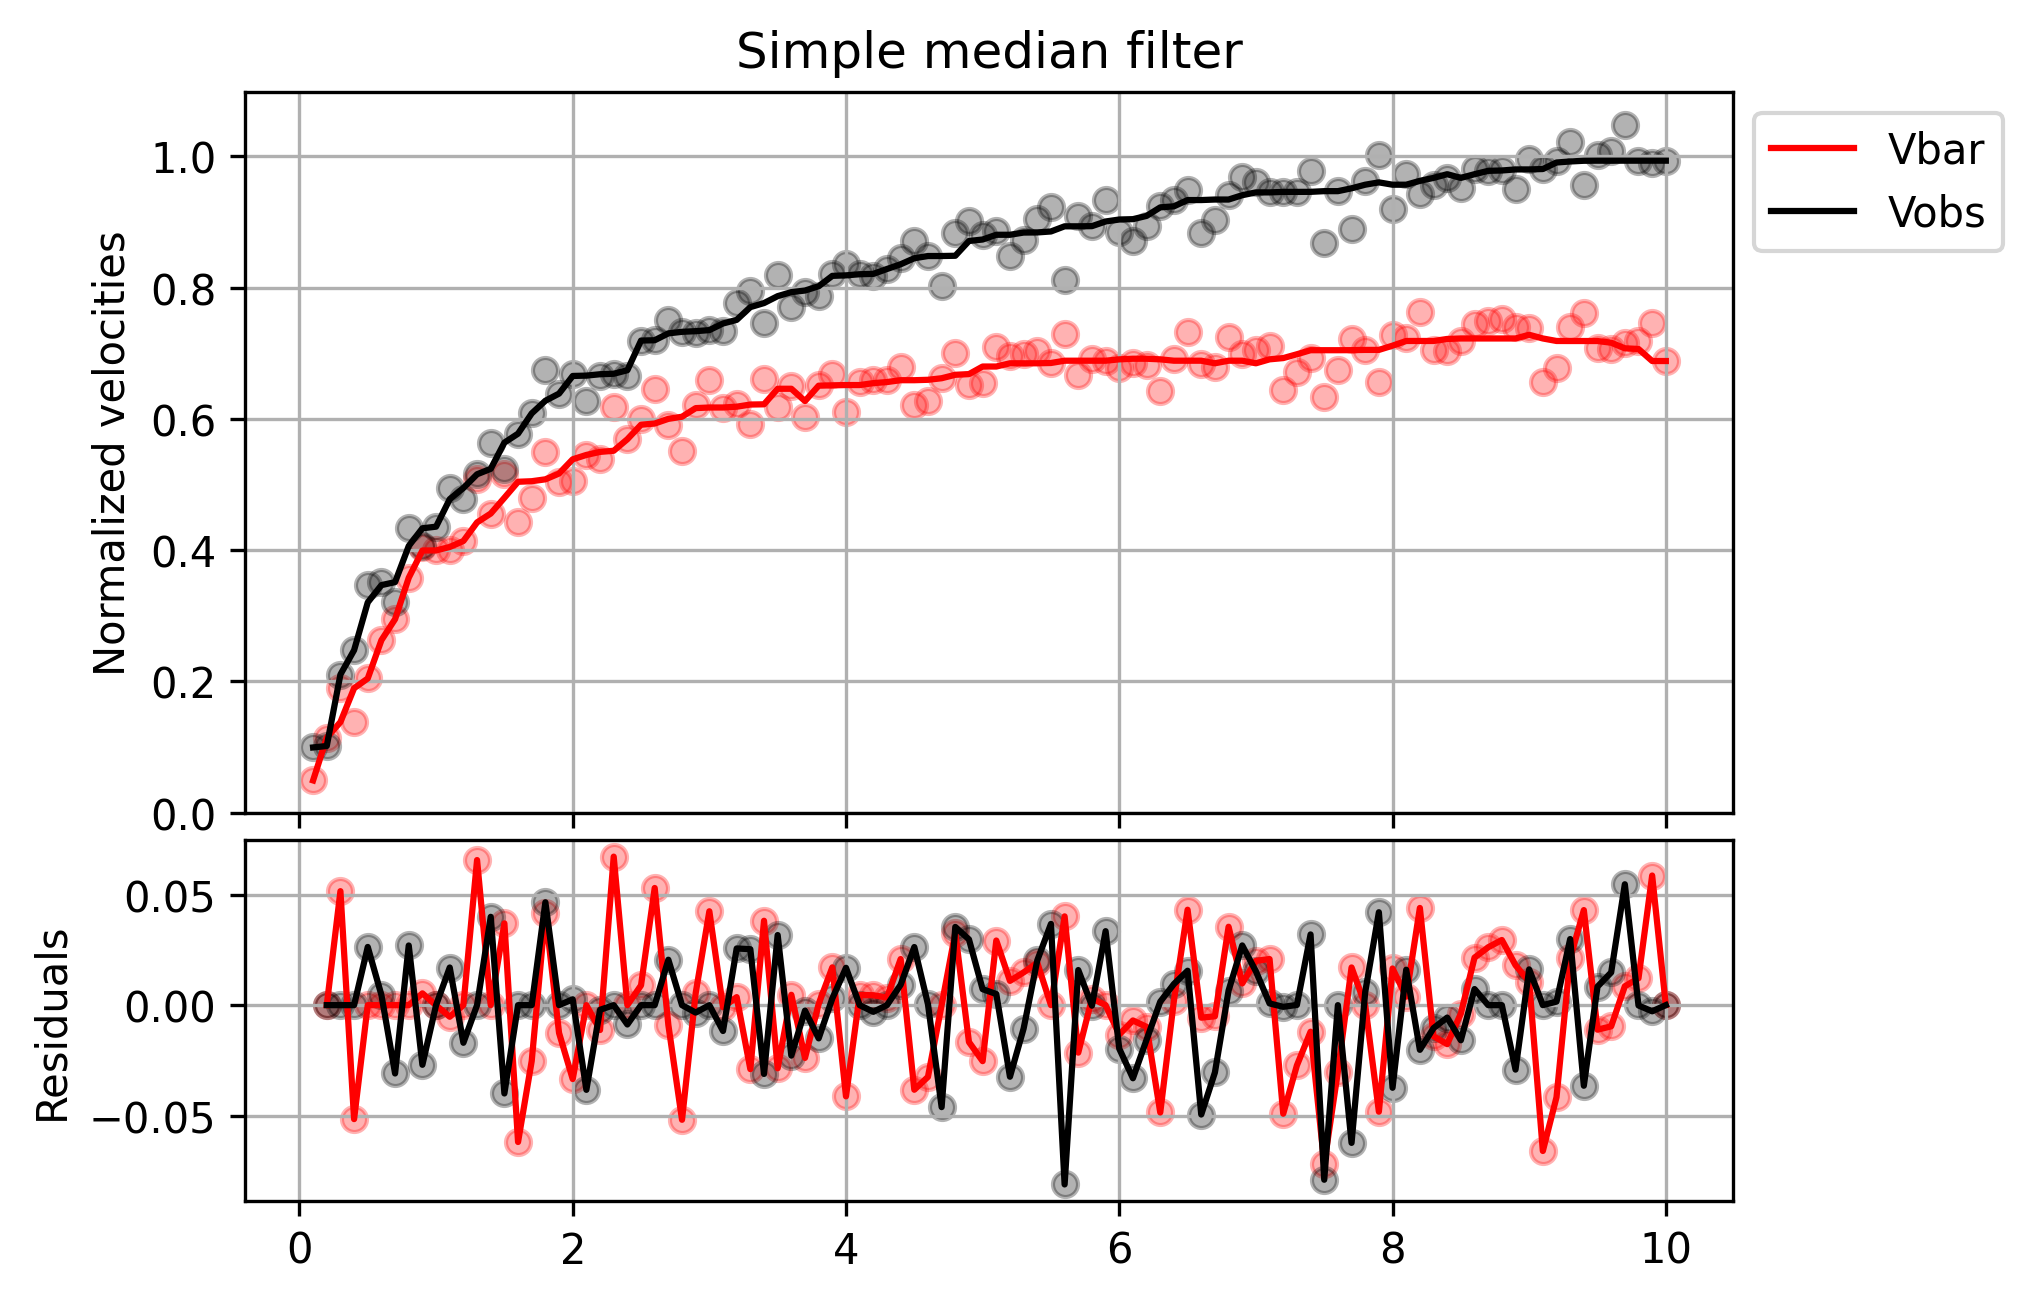 Simple median filter
Normalized velocities
1.0
0.8
0.6
0.4
0.2
0.0
Vbar
Vobs
Residuals
0.05
0.00
−0.05
0 2 4 6 8 10